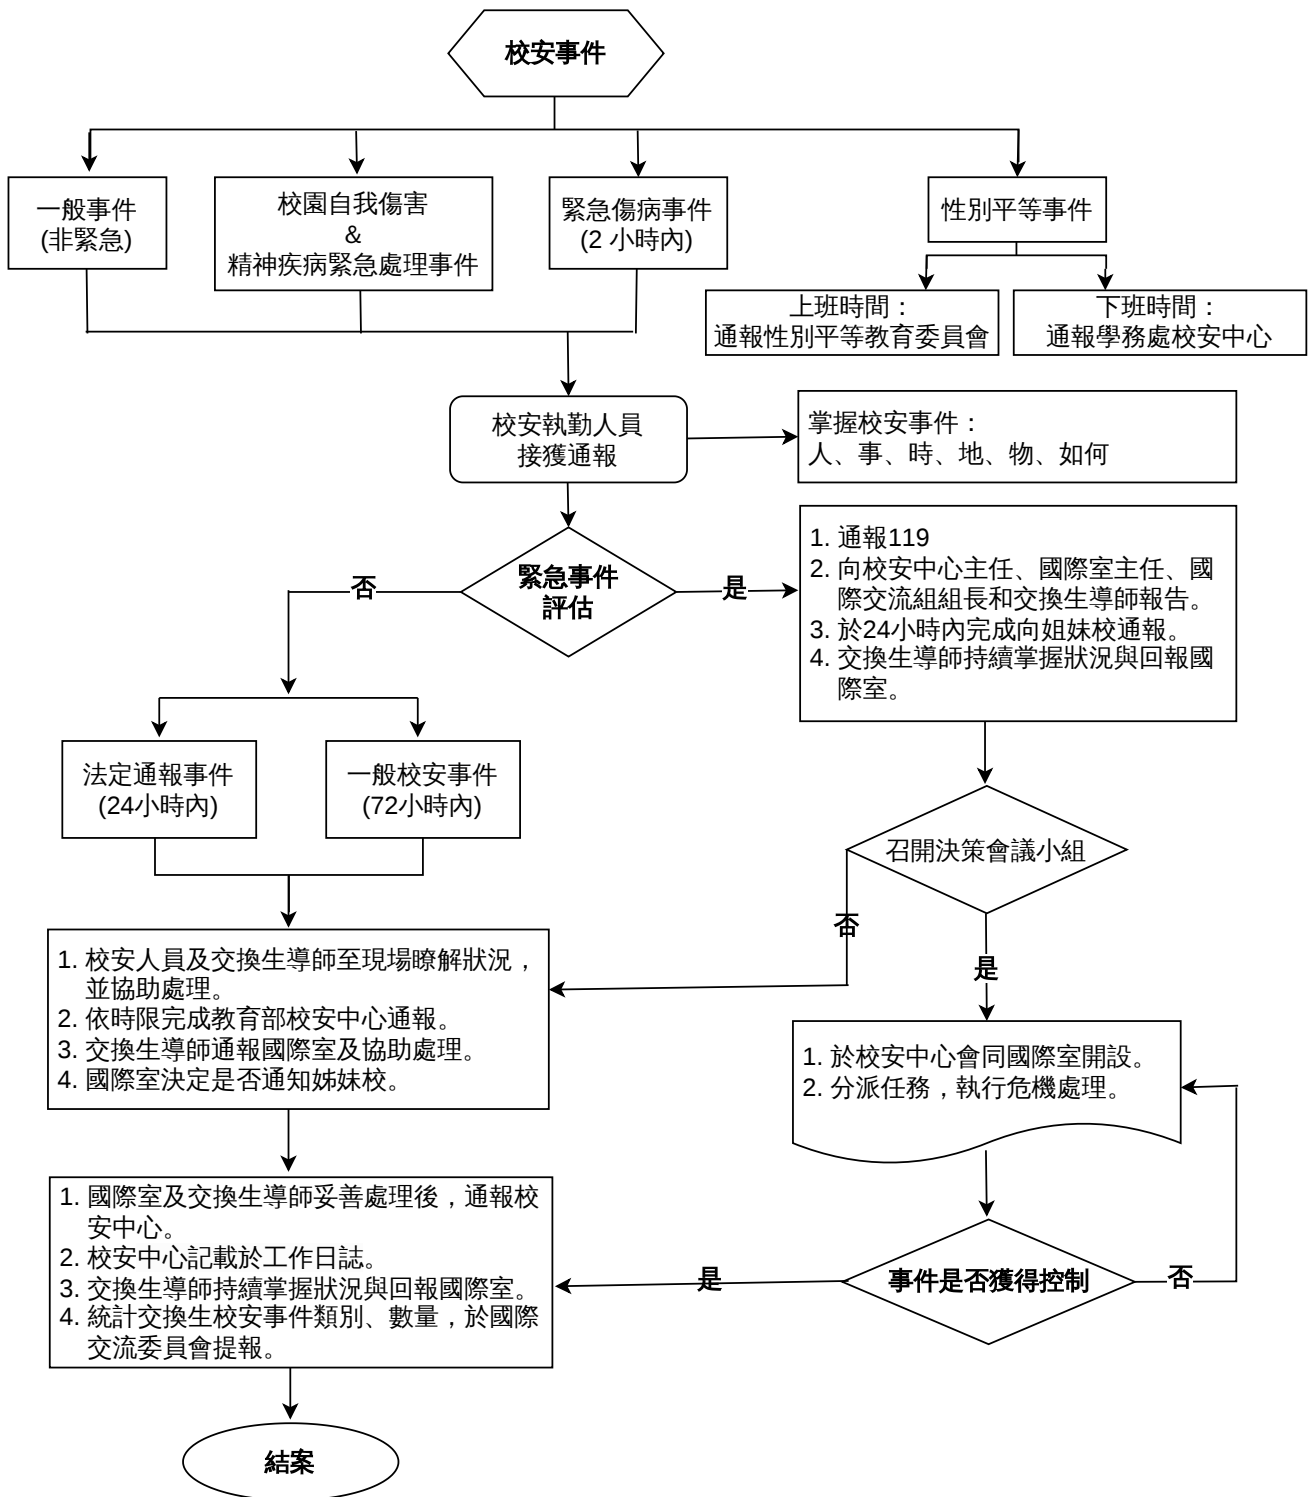 校安事件
一般事件
(非緊急)
校園自我傷害
&
精神疾病緊急處理事件
緊急傷病事件
(2 小時內)
性別平等事件
上班時間：
通報性別平等教育委員會
下班時間：
通報學務處校安中心
校安執勤人員
接獲通報
掌握校安事件：
人、事、時、地、物、如何
緊急事件
評估
否
是
1. 通報119
2. 向校安中心主任、國際室主任、國
際交流組組長和交換生導師報告。
3. 於24小時內完成向姐妹校通報。
4. 交換生導師持續掌握狀況與回報國
際室。
法定通報事件
(24小時內)
一般校安事件
(72小時內)
召開決策會議小組
否
是
1. 校安人員及交換生導師至現場瞭解狀況，
並協助處理。
2. 依時限完成教育部校安中心通報。
3. 交換生導師通報國際室及協助處理。
4. 國際室決定是否通知姊妹校。
1. 於校安中心會同國際室開設。
2. 分派任務，執行危機處理。
1. 國際室及交換生導師妥善處理後，通報校
安中心。
2. 校安中心記載於工作日誌。
3. 交換生導師持續掌握狀況與回報國際室。
4. 統計交換生校安事件類別、數量，於國際
交流委員會提報。
是
事件是否獲得控制
否
結案